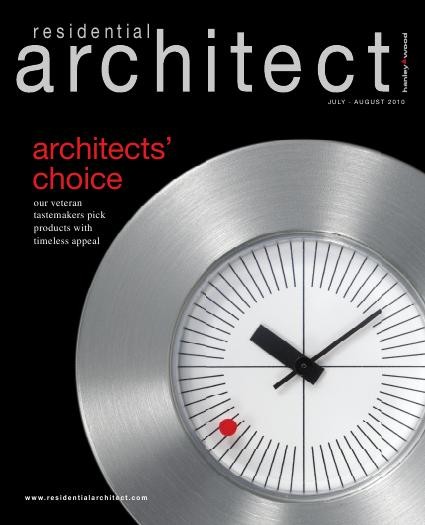 residential
architect
hanley wood
JULY - AUGUST 2010
architects'
choice
our veteran
tastemakers pick
products with
timeless appeal
www.residentialarchitect.com